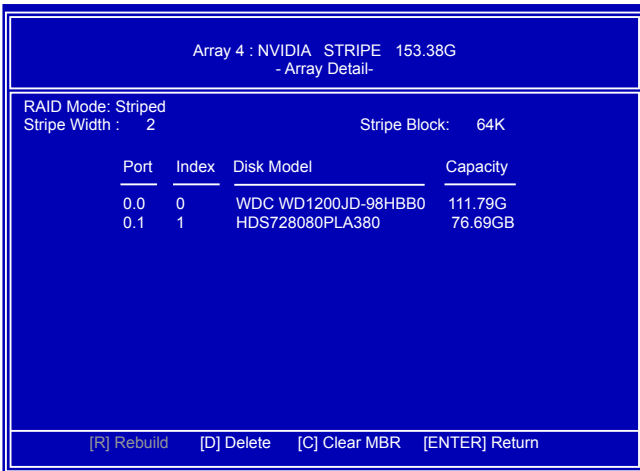 Array 4 : NVIDIA STRIPE 153.38G
- Array Detail-
RAID Mode: Striped
Stripe Width : 2 Stripe Block: 64K
Port Index Disk Model Capacity
0.0 0 WDC WD1200JD-98HBB0 111.79G
0.1 1 HDS728080PLA380 76.69GB
[R] Rebuild [D] Delete [C] Clear MBR [ENTER] Return